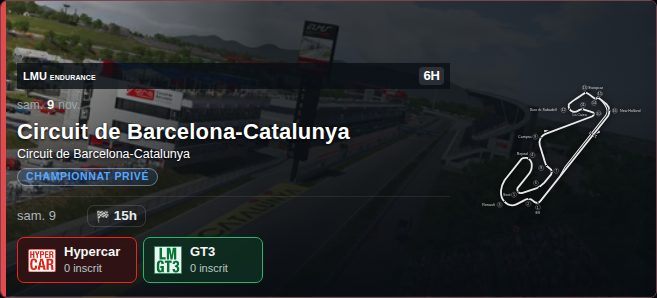 LMU ENDURANCE 6H
sam. 9 nov.
Circuit de Barcelona-Catalunya
Circuit de Barcelona-Catalunya
CHAMPIONNAT PRIVÉ
sam. 9 15h
HYPER CAR
Hypercar
0 inscrit
LM GT3
GT3
0 inscrit